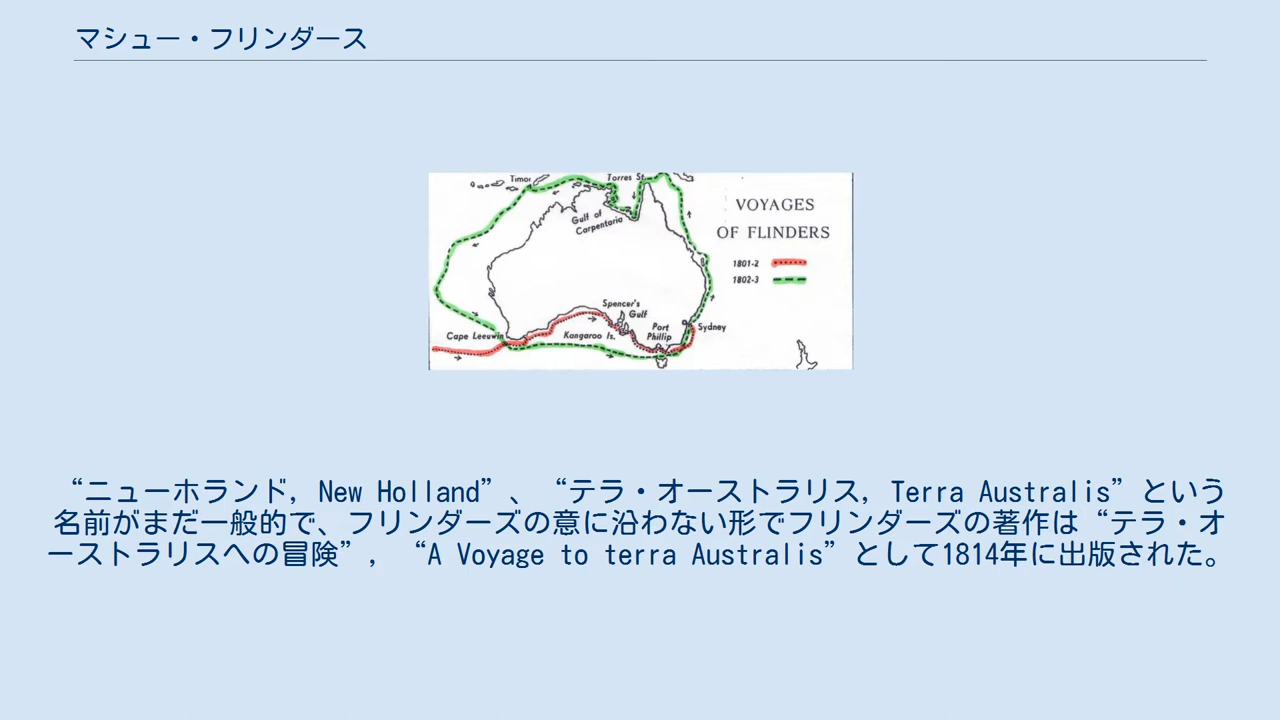 マシュー・フリンダース
Timor
Torres St.
Gulf of
Carpentaria
VOYAGES
OF FLINDERS
1801-2
1802-3
Spencer's
Gulf
Cape Leeuwin
Kangaroo Is.
Port
Phillip
Sydney
“ニューホランド, New Holland”、“テラ・オーストラリス, Terra Australis”という
名前がまだ一般的で、フリンダーズの意に沿わない形でフリンダーズの著作は“テラ・オ
ーストラリスへの冒険”, “A Voyage to terra Australis”として1814年に出版された。